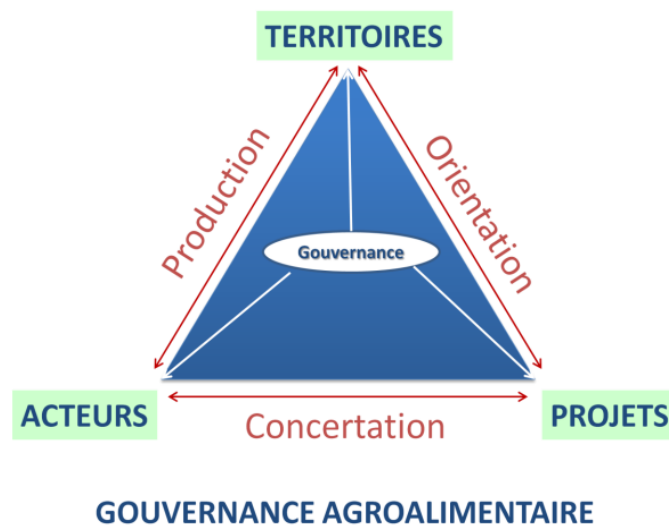 TERRITOIRES
Production
Orientation
Gouvernance
ACTEURS
Concertation
PROJETS
GOUVERNANCE AGROALIMENTAIRE